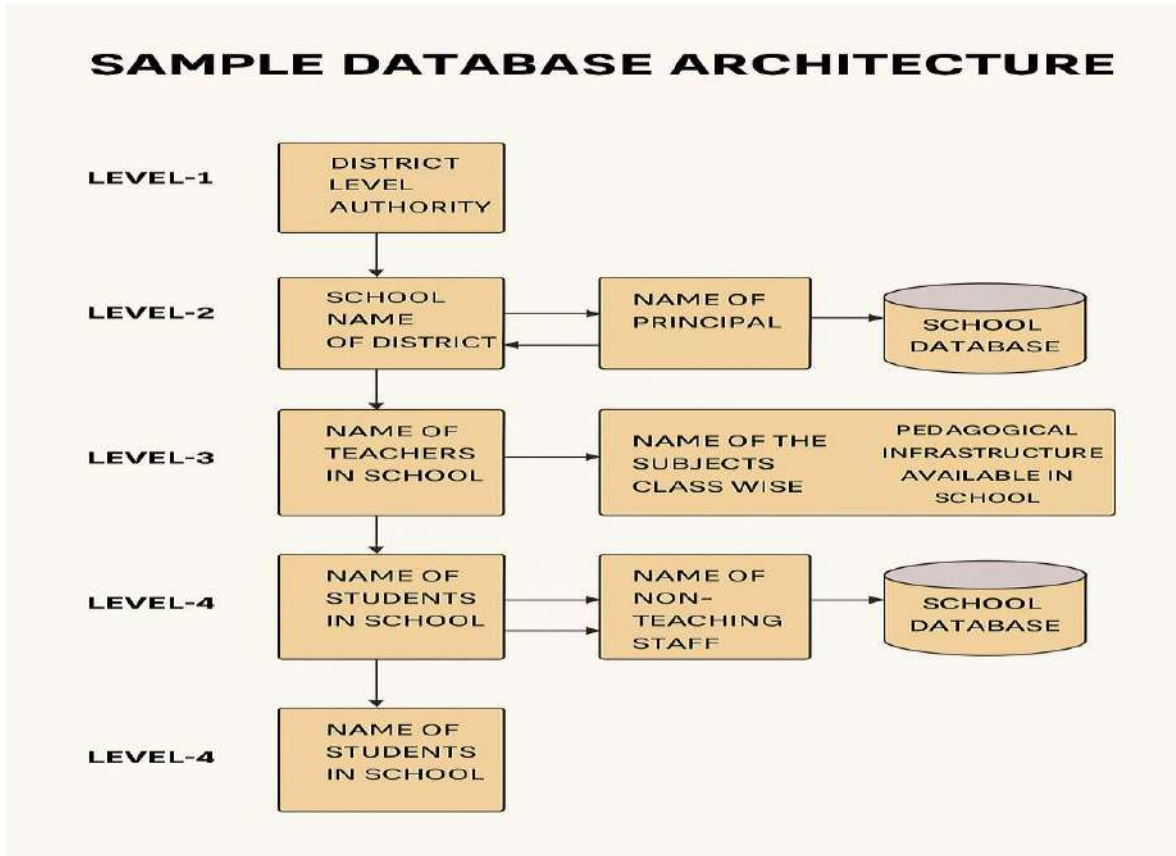 SAMPLE DATABASE ARCHITECTURE
LEVEL-1
DISTRICT
LEVEL
AUTHORITY
LEVEL-2
SCHOOL
NAME
OF DISTRICT
NAME OF
PRINCIPAL
SCHOOL
DATABASE
LEVEL-3
NAME OF
TEACHERS
IN SCHOOL
NAME OF THE
SUBJECTS
CLASS WISE
PEDAGOGICAL
INFRASTRUCTURE
AVAILABLE IN
SCHOOL
LEVEL-4
NAME OF
STUDENTS
IN SCHOOL
NAME OF
NON-
TEACHING
STAFF
SCHOOL
DATABASE
LEVEL-4
NAME OF
STUDENTS
IN SCHOOL